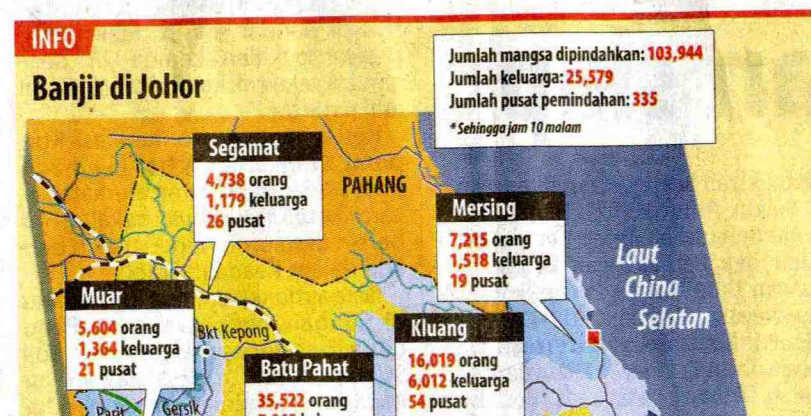 INFO
Banjir di Johor
Jumlah mangsa dipindahkan: 103,944
Jumlah keluarga: 25,579
Jumlah pusat pemindahan: 335
*Sehingga jam 10 malam
Segamat
4,738 orang
1,179 keluarga
26 pusat
PAHANG
Mersing
7,215 orang
1,518 keluarga
19 pusat
Laut
China
Selatan
Muar
5,604 orang
1,364 keluarga
21 pusat
Bkt Kepong
Kluang
16,019 orang
6,012 keluarga
54 pusat
Batu Pahat
35,522 orang
Parit
Gersik